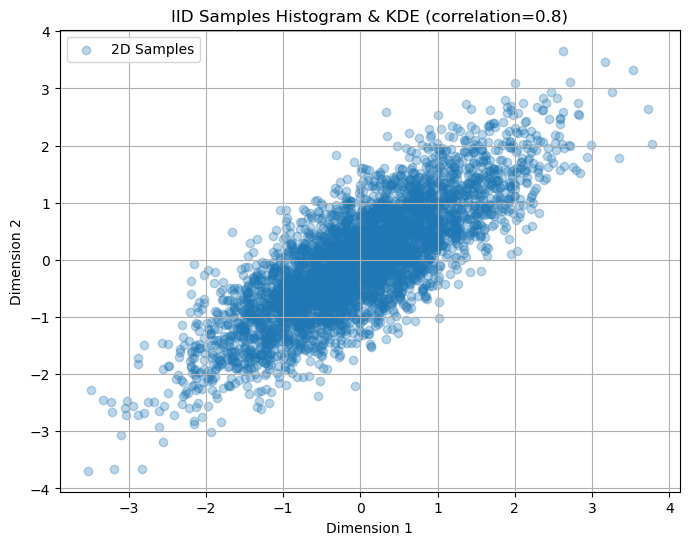 IID Samples Histogram & KDE (correlation=0.8)
2D Samples
Dimension 2
4
3
2
1
0
−1
−2
−3
−4
−3 −2 −1 0 1 2 3 4
Dimension 1